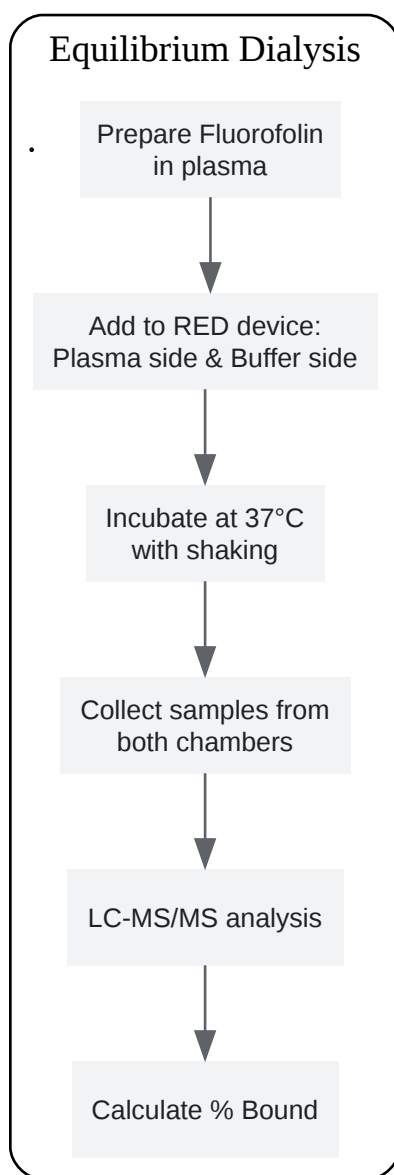 Equilibrium Dialysis
Prepare Fluorofolin
in plasma
.
Add to RED device:
Plasma side & Buffer side
Incubate at 37°C
with shaking
Collect samples from
both chambers
LC-MS/MS analysis
Calculate % Bound